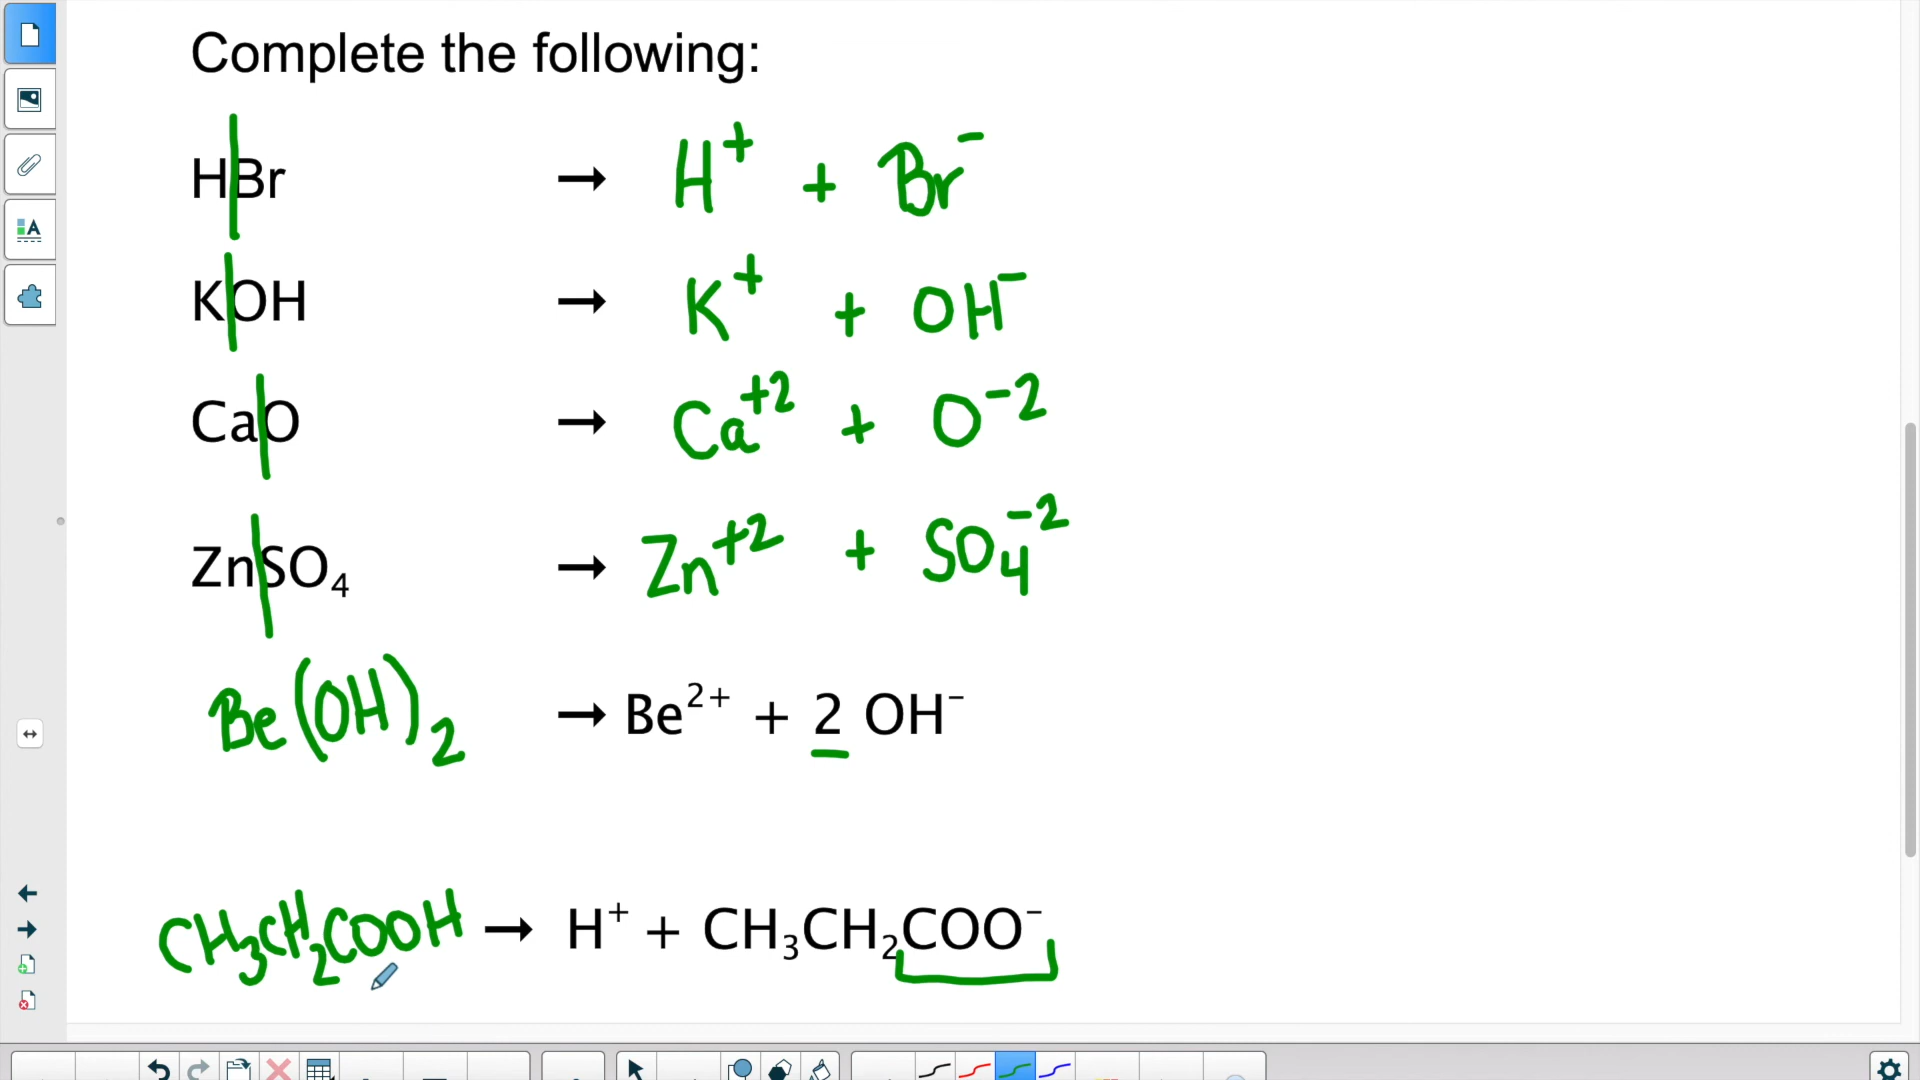 Complete the following:
HBr → H⁺ + Br⁻
KOH → K⁺ + OH⁻
CaO → Ca⁺² + O⁻²
ZnSO₄ → Zn⁺² + SO₄⁻²
Be(OH)₂ → Be²⁺ + 2 OH⁻
CH₃CH₂COOH → H⁺ + CH₃CH₂COO⁻